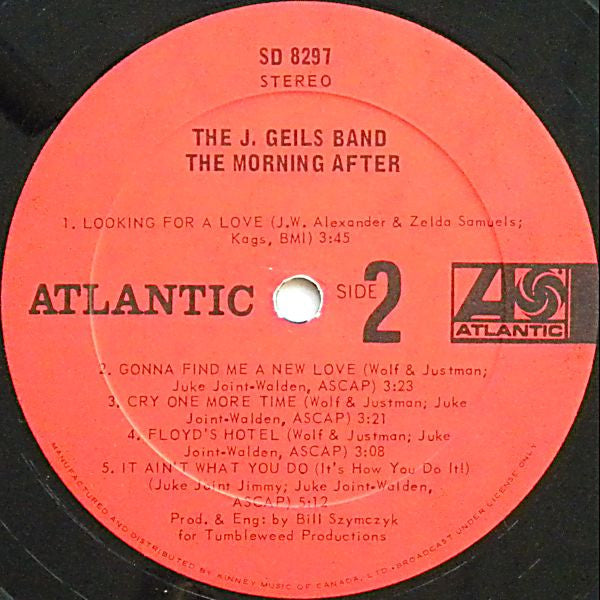 SD 8297
STEREO
THE J. GEILS BAND
THE MORNING AFTER
1. LOOKING FOR A LOVE (J.W. Alexander & Zelda Samuels;
Kags, BMI) 3:45
ATLANTIC
SIDE 2
ATLANTIC
2. GONNA FIND ME A NEW LOVE (Wolf & Justman;
Juke Joint-Walden, ASCAP) 3:23
3. CRY ONE MORE TIME (Wolf & Justman; Juke
Joint-Walden, ASCAP) 3:21
4. FLOYD'S HOTEL (Wolf & Justman; Juke
Joint-Walden, ASCAP) 3:08
5. IT AIN'T WHAT YOU DO (It's How You Do It!)
(Juke Joint Jimmy; Juke Joint-Walden,
ASCAP) 5:12
Prod. & Eng: by Bill Szymczyk
for Tumbleweed Productions
MANUFACTURED AND DISTRIBUTED BY KINNEY MUSIC OF CANADA, LTD. • BROADCAST UNDER LICENSE ONLY